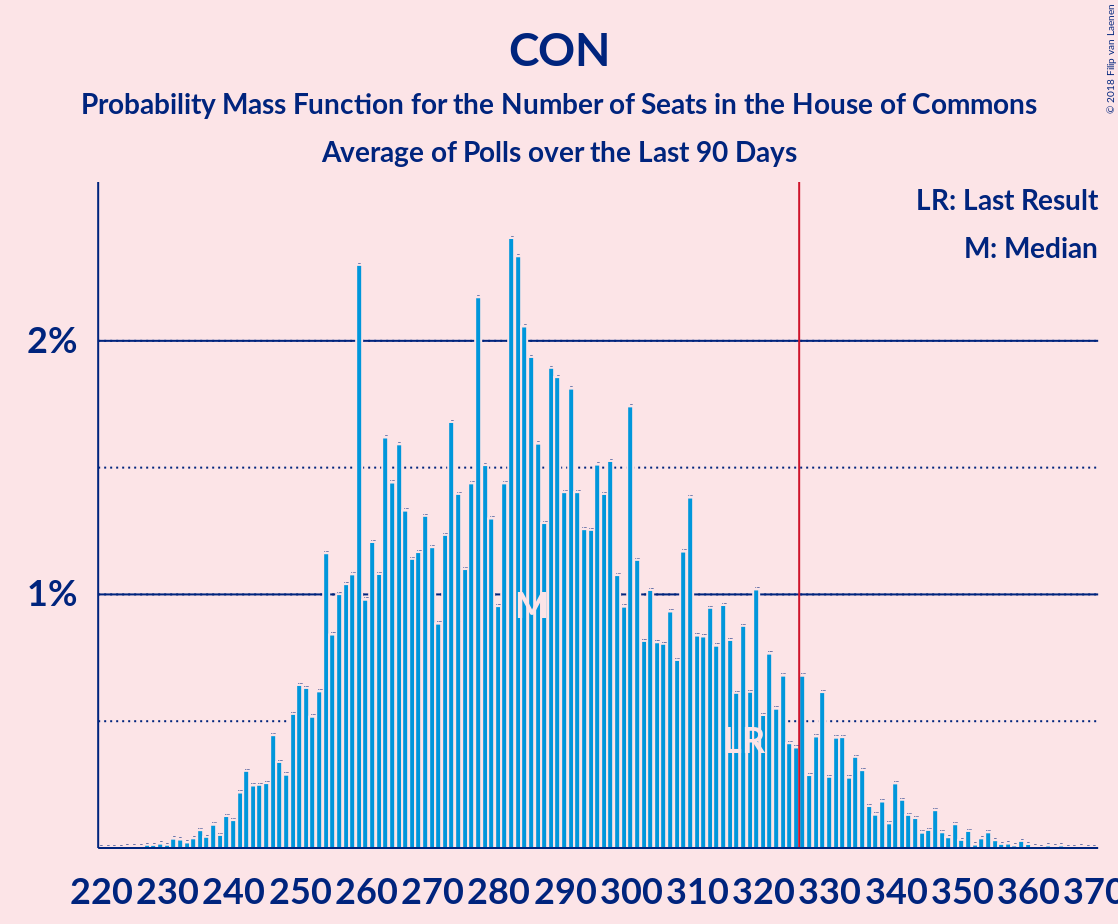 CON
Probability Mass Function for the Number of Seats in the House of Commons
Average of Polls over the Last 90 Days
© 2018 Filip van Laenen
LR: Last Result
M: Median
2%
1%
M
LR
220 230 240 250 260 270 280 290 300 310 320 330 340 350 360 370